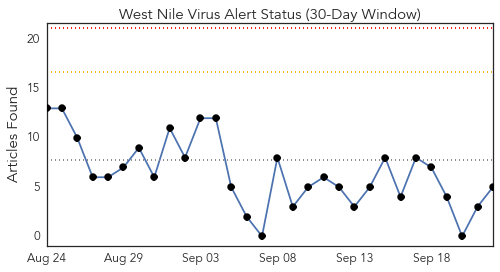 West Nile Virus Alert Status (30-Day Window)
Articles Found
20
15
10
5
0
Aug 24 Aug 29 Sep 03 Sep 08 Sep 13 Sep 18